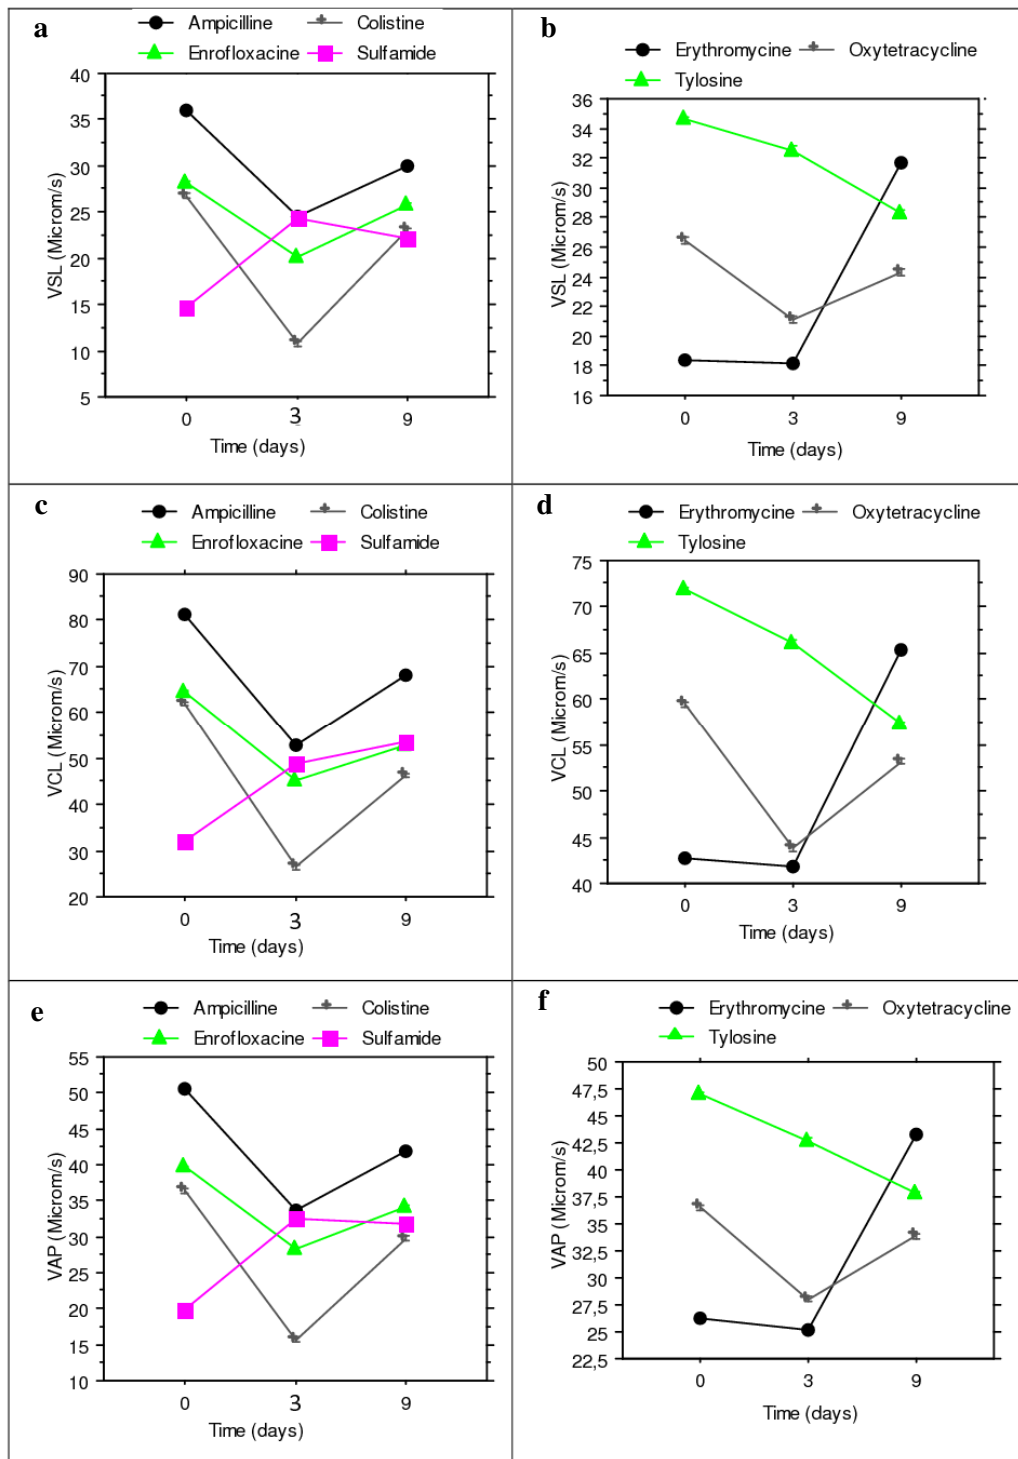 a
Ampicilline Colistine
Enrofloxacine Sulfamide
40
35
30
25
20
15
10
5
VSL (Microm/s)
0 3 9
Time (days)
b
Erythromycine Oxytetracycline
Tylosine
36
34
32
30
28
26
24
22
20
18
16
VSL (Microm/s)
0 3 9
Time (days)
c
Ampicilline Colistine
Enrofloxacine Sulfamide
90
80
70
60
50
40
30
20
VCL (Microm/s)
0 3 9
Time (days)
d
Erythromycine Oxytetracycline
Tylosine
75
70
65
60
55
50
45
40
VCL (Microm/s)
0 3 9
Time (days)
e
Ampicilline Colistine
Enrofloxacine Sulfamide
55
50
45
40
35
30
25
20
15
10
VAP (Microm/s)
0 3 9
Time (days)
f
Erythromycine Oxytetracycline
Tylosine
50
47,5
45
42,5
40
37,5
35
32,5
30
27,5
25
22,5
VAP (Microm/s)
0 3 9
Time (days)